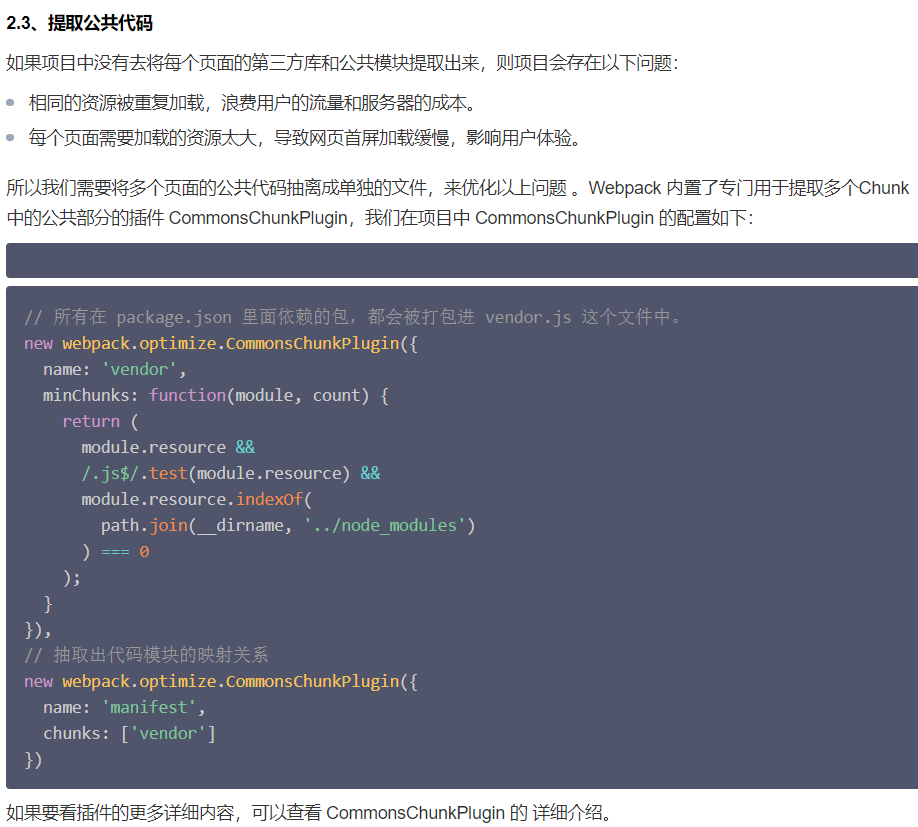 2.3、提取公共代码
如果项目中没有去将每个页面的第三方库和公共模块提取出来，则项目会存在以下问题：
相同的资源被重复加载，浪费用户的流量和服务器的成本。
每个页面需要加载的资源太大，导致网页首屏加载缓慢，影响用户体验。
所以我们需要将多个页面的公共代码抽离成单独的文件，来优化以上问题 。Webpack 内置了专门用于提取多个Chunk
中的公共部分的插件 CommonsChunkPlugin，我们在项目中 CommonsChunkPlugin 的配置如下：
// 所有在 package.json 里面依赖的包，都会被打包进 vendor.js 这个文件中。
new webpack.optimize.CommonsChunkPlugin({
  name: 'vendor',
  minChunks: function(module, count) {
    return (
      module.resource &&
      /.js$/.test(module.resource) &&
      module.resource.indexOf(
        path.join(__dirname, '../node_modules')
      ) === 0
    );
  }
}),
// 抽取出代码模块的映射关系
new webpack.optimize.CommonsChunkPlugin({
  name: 'manifest',
  chunks: ['vendor']
})
如果要看插件的更多详细内容，可以查看 CommonsChunkPlugin 的 详细介绍。